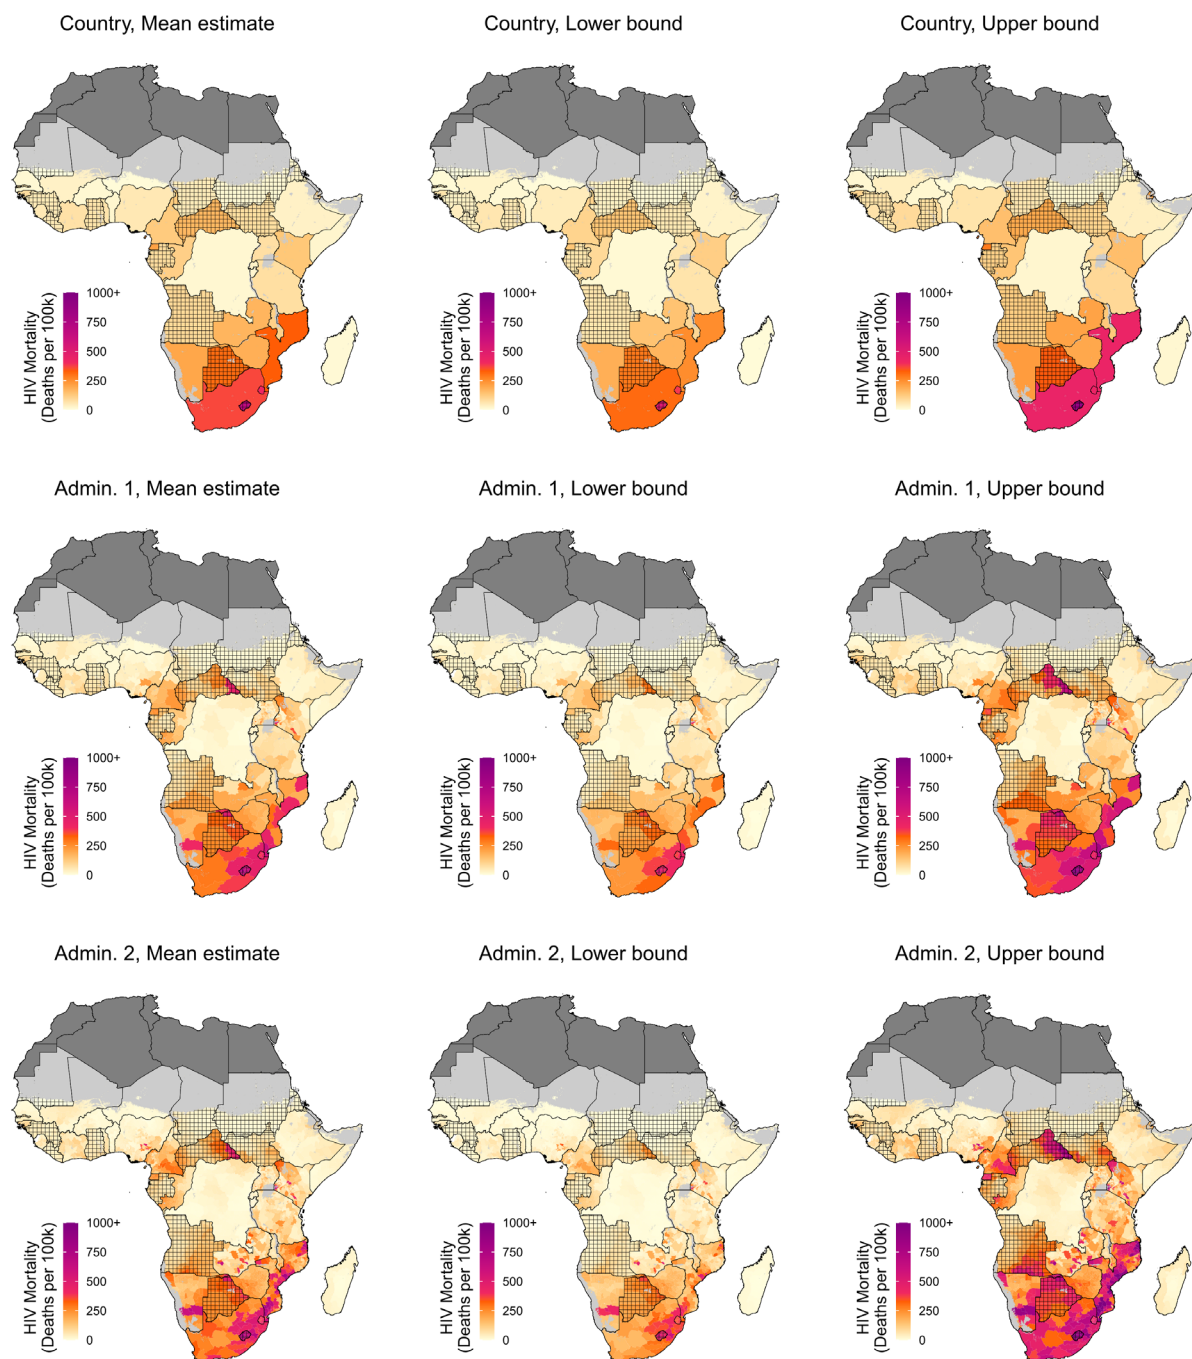 Country, Mean estimate
Country, Lower bound
Country, Upper bound
HIV Mortality
(Deaths per 100k)
1000+
750
500
250
0
HIV Mortality
(Deaths per 100k)
1000+
750
500
250
0
HIV Mortality
(Deaths per 100k)
1000+
750
500
250
0
Admin. 1, Mean estimate
Admin. 1, Lower bound
Admin. 1, Upper bound
HIV Mortality
(Deaths per 100k)
1000+
750
500
250
0
HIV Mortality
(Deaths per 100k)
1000+
750
500
250
0
HIV Mortality
(Deaths per 100k)
1000+
750
500
250
0
Admin. 2, Mean estimate
Admin. 2, Lower bound
Admin. 2, Upper bound
HIV Mortality
(Deaths per 100k)
1000+
750
500
250
0
HIV Mortality
(Deaths per 100k)
1000+
750
500
250
0
HIV Mortality
(Deaths per 100k)
1000+
750
500
250
0